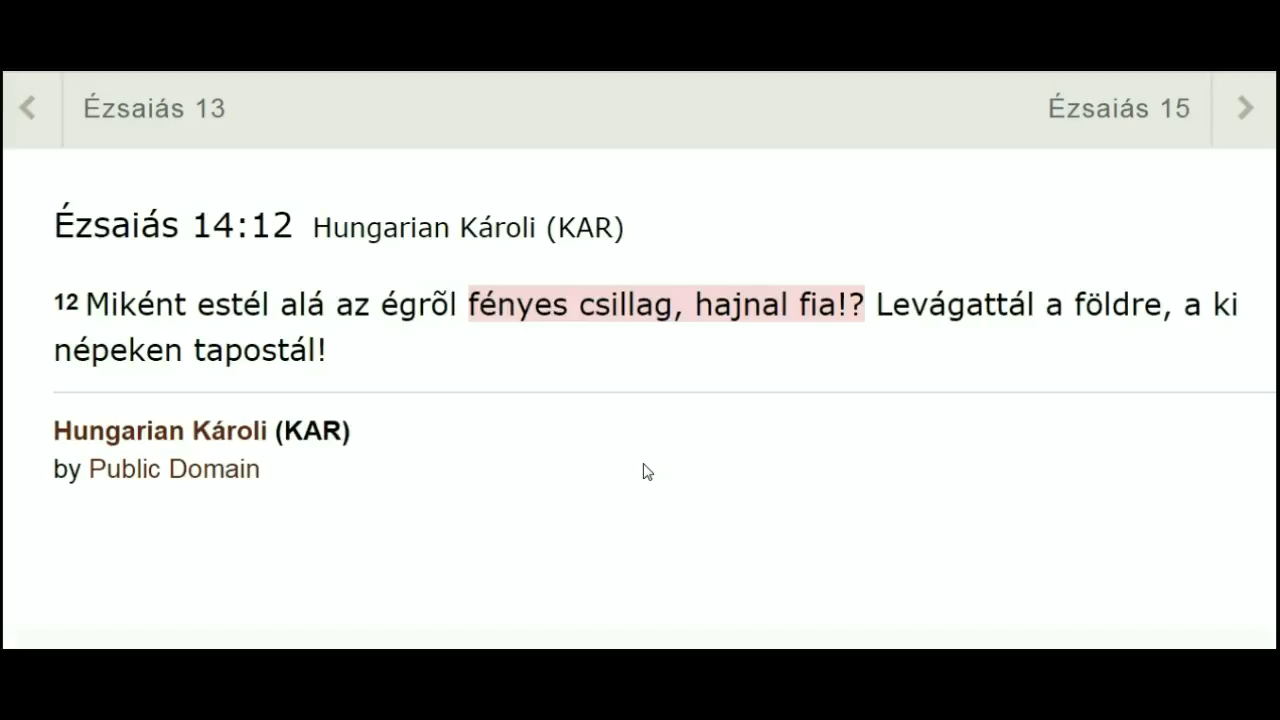 Ézsaiás 13
Ézsaiás 15
Ézsaiás 14:12 Hungarian Károli (KAR)
12 Miként estél alá az égrõl fényes csillag, hajnal fia!? Levágattál a földre, a ki
népeken tapostál!
Hungarian Károli (KAR)
by Public Domain